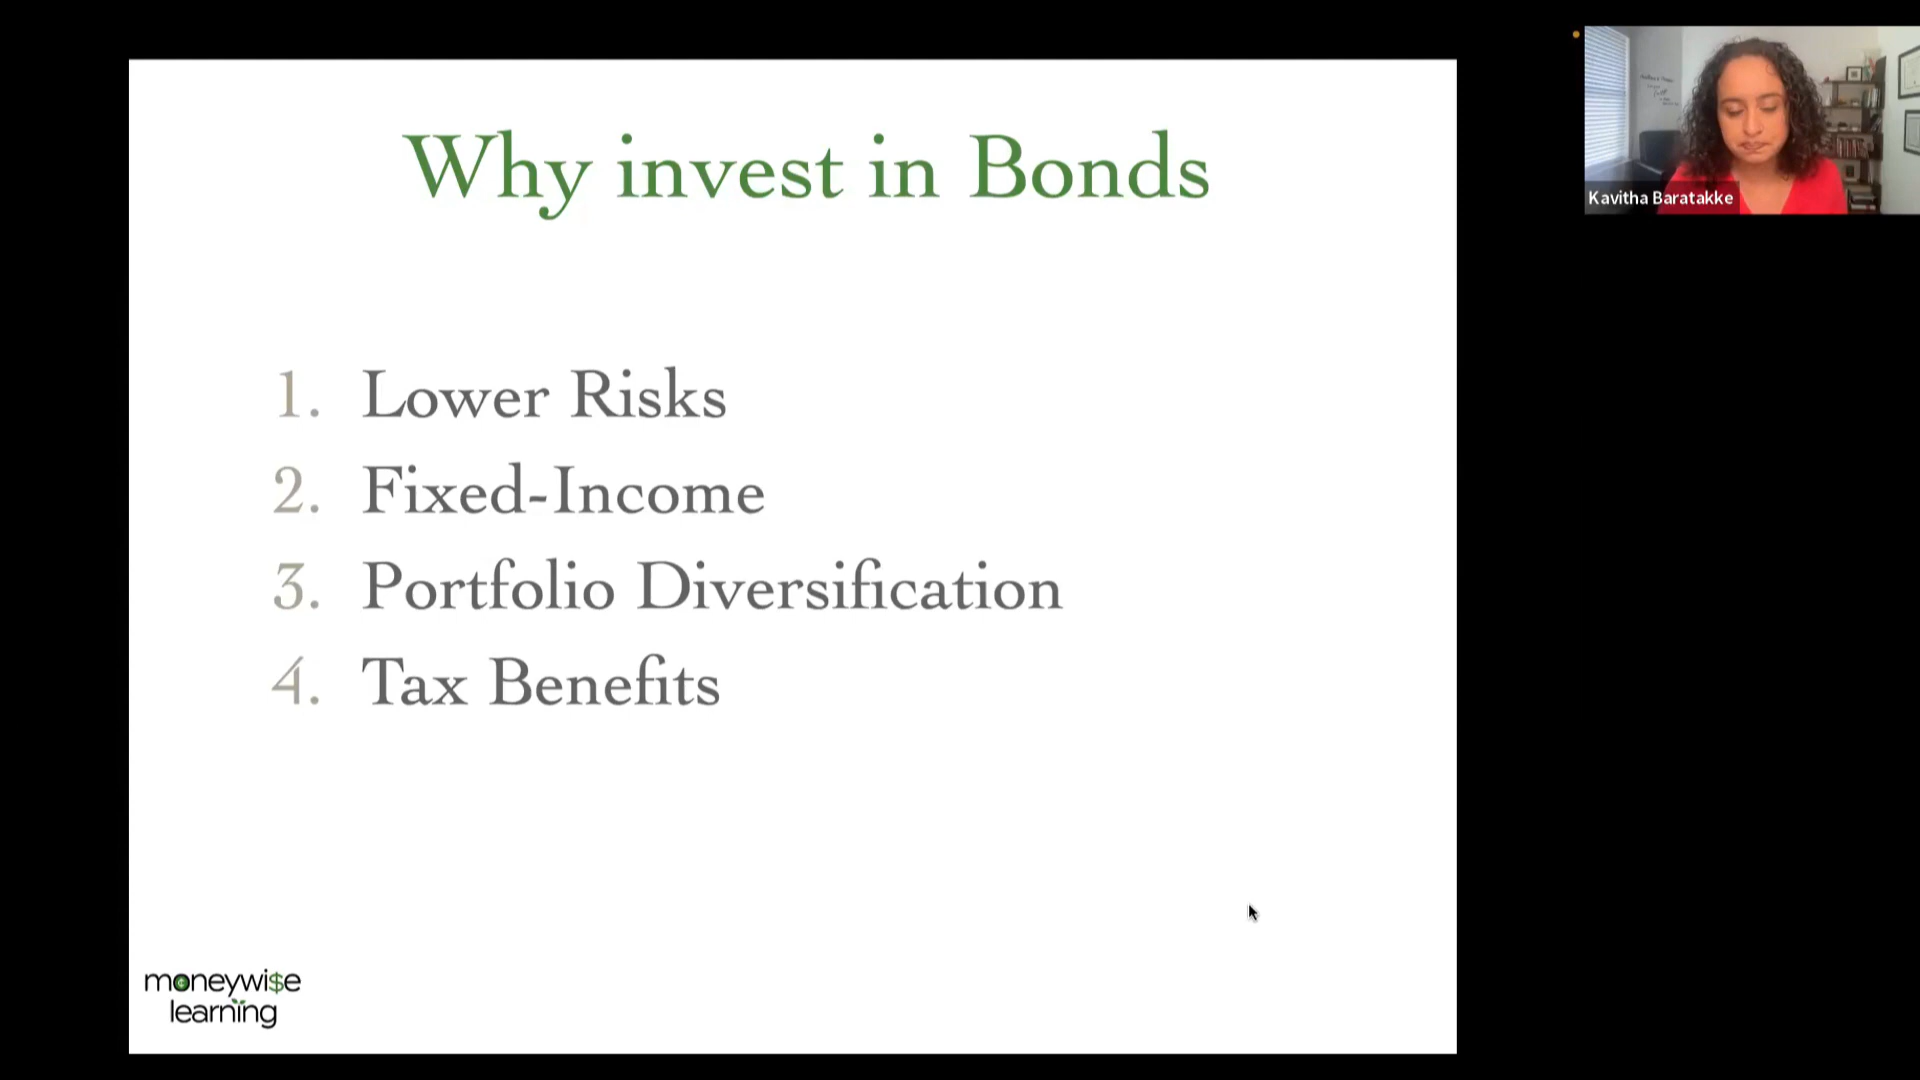 Why invest in Bonds
1. Lower Risks
2. Fixed-Income
3. Portfolio Diversification
4. Tax Benefits
moneywi$e
learning
Kavitha Baratakke